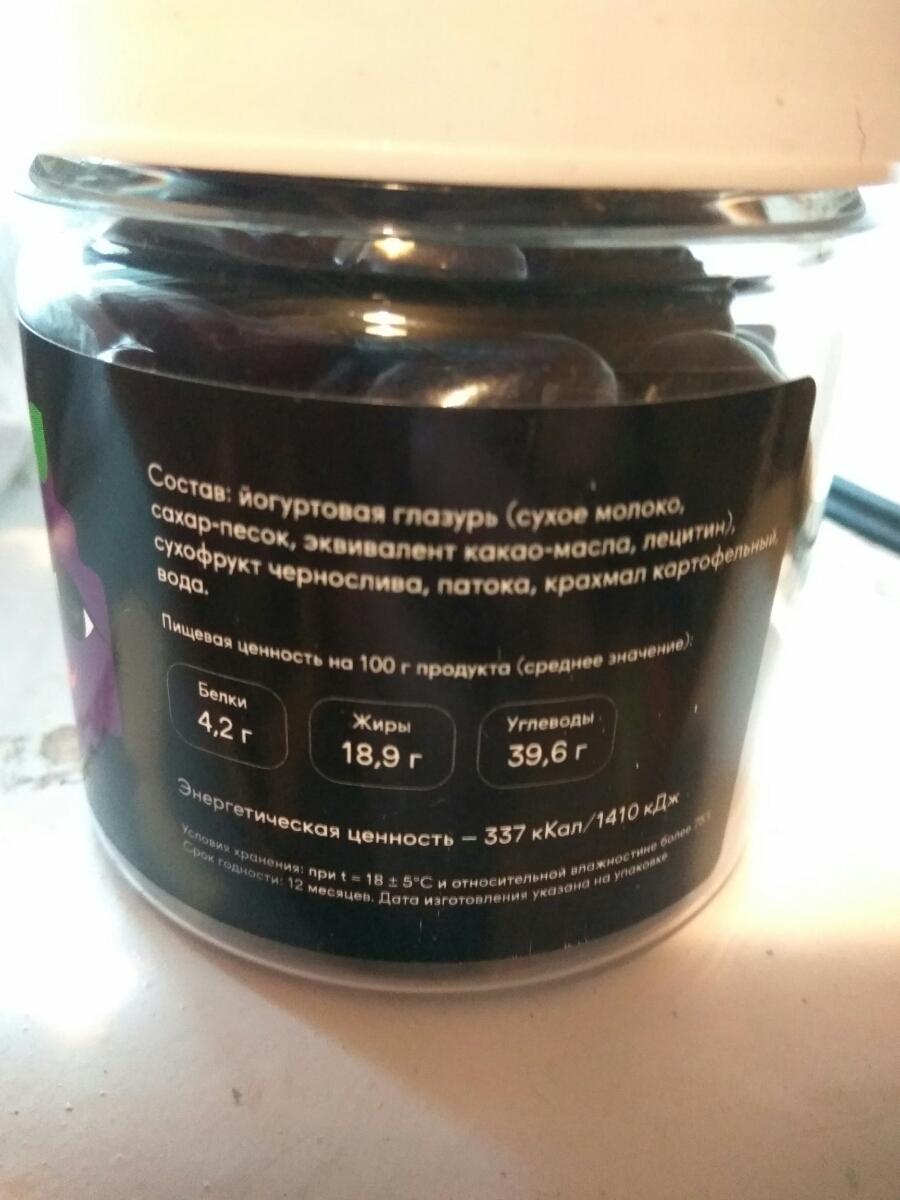 Состав: йогуртовая глазурь (сухое молоко,
сахар-песок, эквивалент какао-масла, лецитин),
сухофрукт чернослива, патока, крахмал картофельный,
вода.
Пищевая ценность на 100 г продукта (среднее значение):
Белки
4,2 г
Жиры
18,9 г
Углеводы
39,6 г
Энергетическая ценность – 337 кКал/1410 кДж
Условия хранения: при t = 18 ± 5°C и относительной влажностине более 75%
Срок годности: 12 месяцев. Дата изготовления указана на упаковке